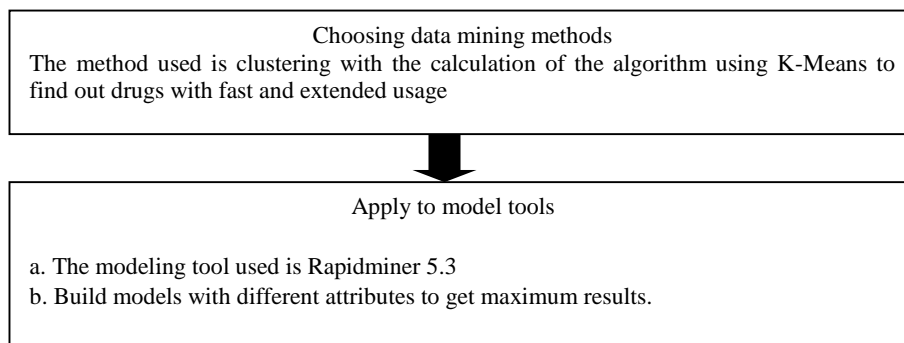 Choosing data mining methods
The method used is clustering with the calculation of the algorithm using K-Means to
find out drugs with fast and extended usage
Apply to model tools
a. The modeling tool used is Rapidminer 5.3
b. Build models with different attributes to get maximum results.